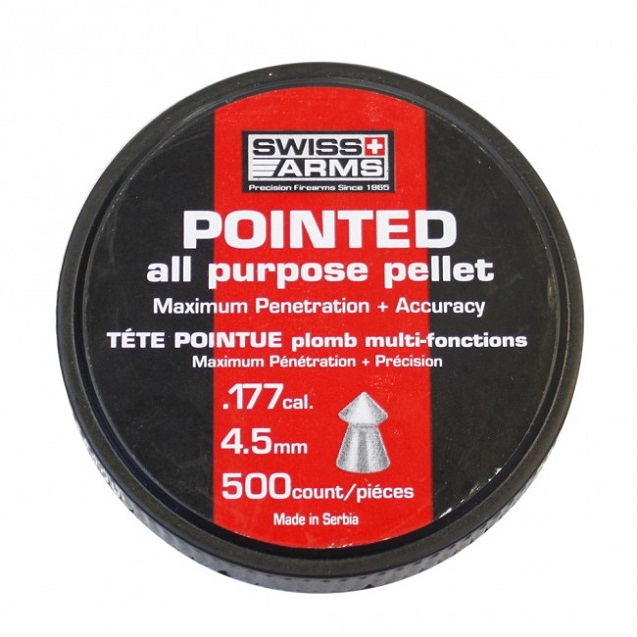 SWISS+
ARMS
Precision Firearms Since 1865
POINTED
all purpose pellet
Maximum Penetration + Accuracy
TÉTE POINTUE plomb multi-fonctions
Maximum Pénétration + Précision
.177cal.
4.5mm
500count/piéces
Made in Serbia